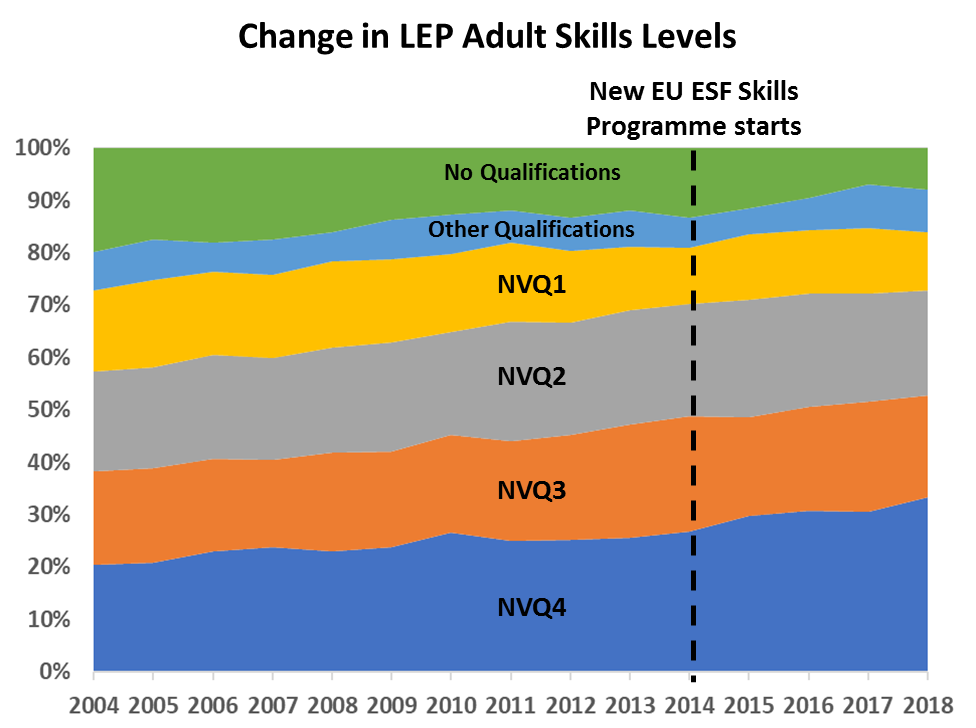 Change in LEP Adult Skills Levels
New EU ESF Skills
Programme starts
100%
90%
80%
70%
60%
50%
40%
30%
20%
10%
0%
No Qualifications
Other Qualifications
NVQ1
NVQ2
NVQ3
NVQ4
2004 2005 2006 2007 2008 2009 2010 2011 2012 2013 2014 2015 2016 2017 2018